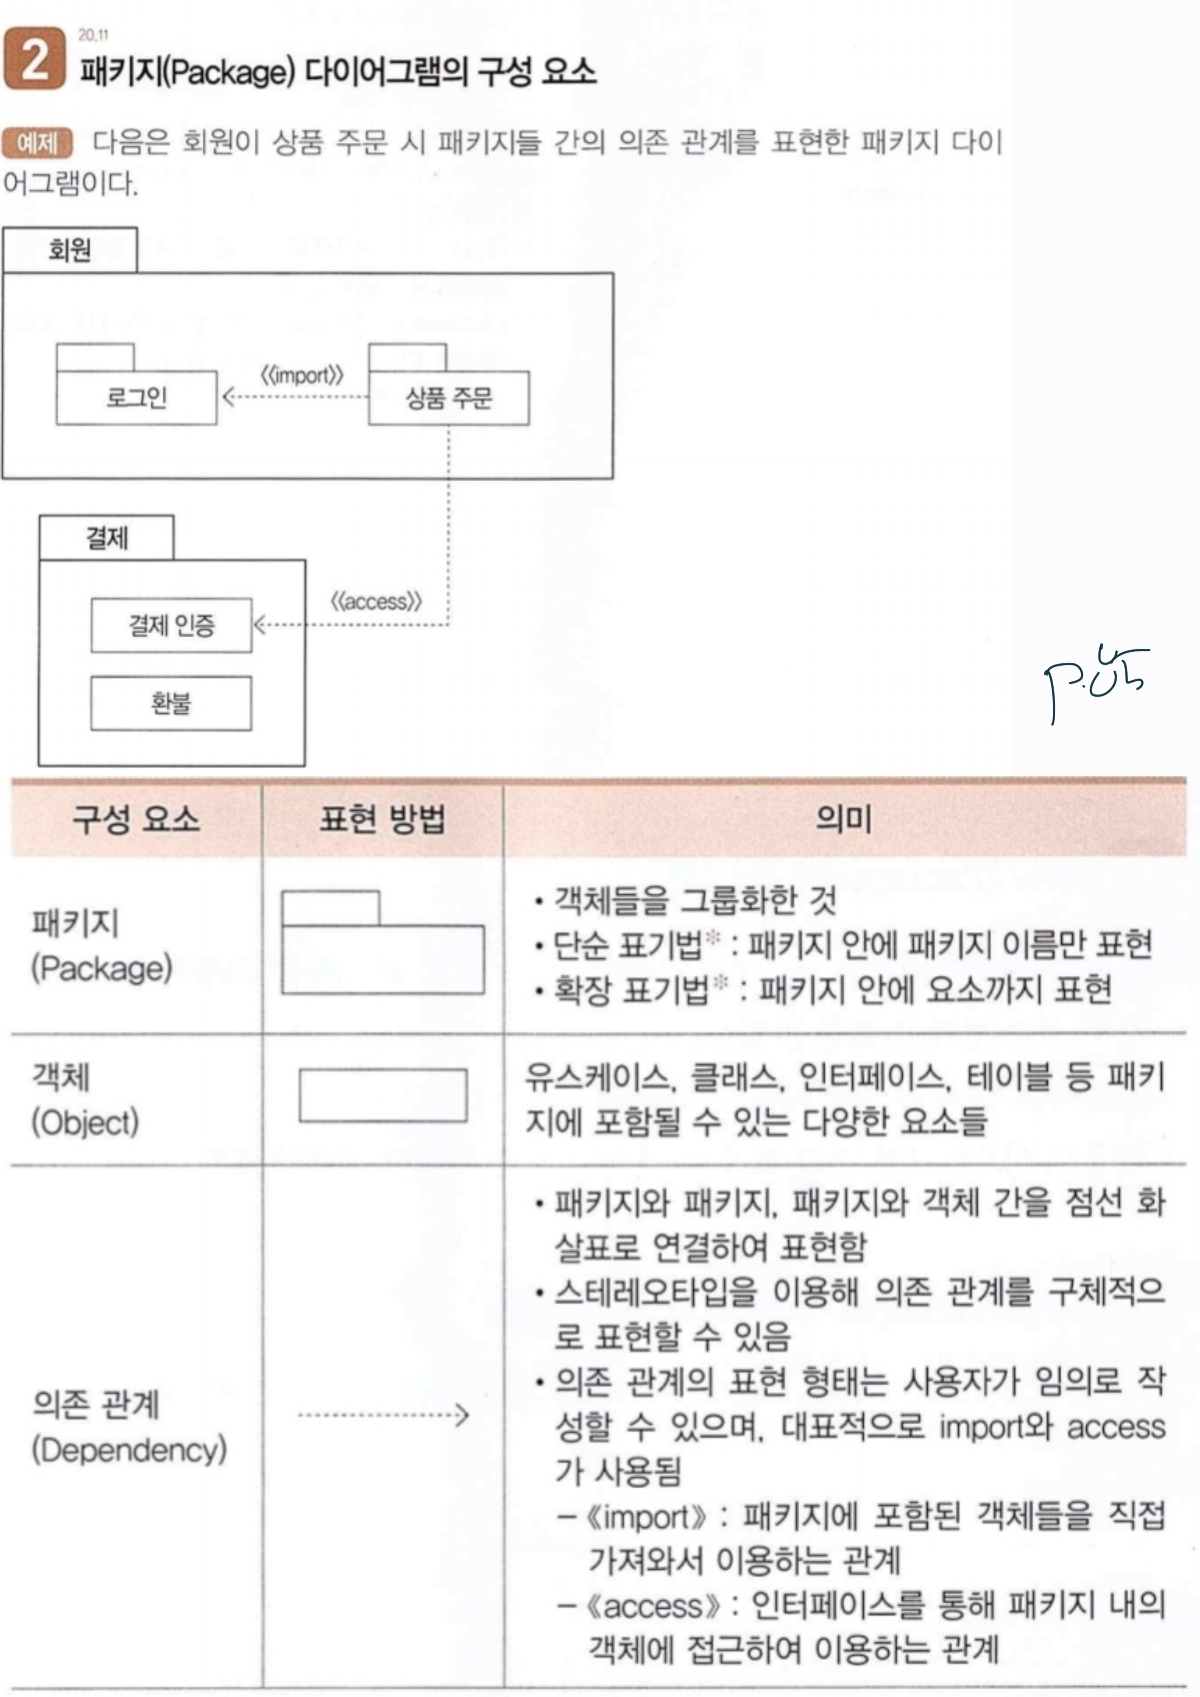 20.11
2 패키지(Package) 다이어그램의 구성 요소
예제 다음은 회원이 상품 주문 시 패키지들 간의 의존 관계를 표현한 패키지 다이
어그램이다.
회원
로그인
《import》
상품 주문
결제
결제 인증
《access》
환불
구성 요소
표현 방법
의미
패키지
(Package)
• 객체들을 그룹화한 것
• 단순 표기법※ : 패키지 안에 패키지 이름만 표현
• 확장 표기법※ : 패키지 안에 요소까지 표현
객체
(Object)
유스케이스, 클래스, 인터페이스, 테이블 등 패키
지에 포함될 수 있는 다양한 요소들
의존 관계
(Dependency)
• 패키지와 패키지, 패키지와 객체 간을 점선 화
살표로 연결하여 표현함
• 스테레오타입을 이용해 의존 관계를 구체적으
로 표현할 수 있음
• 의존 관계의 표현 형태는 사용자가 임의로 작
성할 수 있으며, 대표적으로 import와 access
가 사용됨
–《import》 : 패키지에 포함된 객체들을 직접
가져와서 이용하는 관계
–《access》 : 인터페이스를 통해 패키지 내의
객체에 접근하여 이용하는 관계